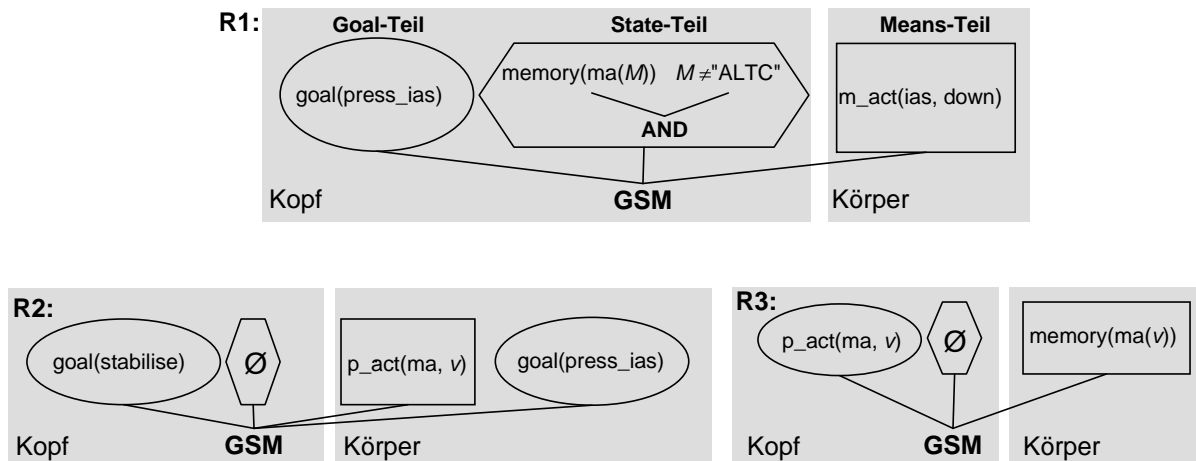 R1: Goal-Teil State-Teil Means-Teil
goal(press_ias) memory(ma(M)) M ≠"ALTC" m_act(ias, down)
AND
Kopf GSM Körper
R2:
goal(stabilise) Ø p_act(ma, v) goal(press_ias)
Kopf GSM Körper
R3:
p_act(ma, v) Ø memory(ma(v))
Kopf GSM Körper